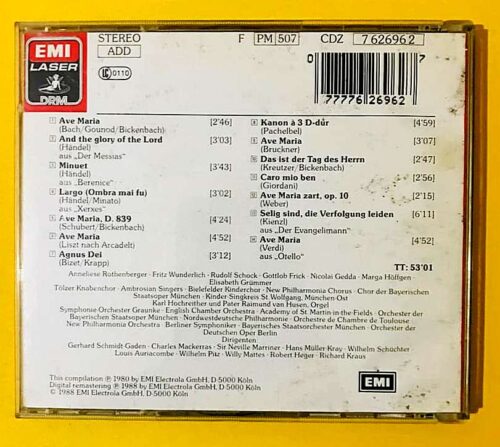 EMI
LASER
DRM
STEREO
ADD
F PM 507 CDZ 7 62696 2
LC 0110
0 77776 26962 7
1 Ave Maria [2'46]
(Bach/Gounod/Bickenbach)
2 And the glory of the Lord [3'03]
(Händel)
aus „Der Messias“
3 Minuet [3'43]
(Händel)
aus „Berenice“
4 Largo (Ombra mai fu) [3'02]
(Händel/Minato)
aus „Xerxes“
5 Ave Maria, D. 839 [4'24]
(Schubert/Bickenbach)
6 Ave Maria [4'52]
(Liszt nach Arcadelt)
7 Agnus Dei [3'12]
(Bizet/Krapp)
8 Kanon à 3 D-dûr [4'59]
(Pachelbel)
9 Ave Maria [3'07]
(Bruckner)
Das ist der Tag des Herrn [2'47]
(Kreutzer/Bickenbach)
Caro mio ben [2'56]
(Giordani)
Ave Maria zart, op. 10 [2'15]
(Weber)
Selig sind, die Verfolgung leiden [6'11]
(Kienzl)
aus „Der Evangelimann“
Ave Maria [4'52]
(Verdi)
aus „Otello“
TT: 53'01
Anneliese Rothenberger · Fritz Wunderlich · Rudolf Schock · Gottlob Frick · Nicolai Gedda · Marga Höffgen ·
Elisabeth Grümmer
Tölzer Knabenchor · Ambrosian Singers · Bielefelder Kinderchor · New Philharmonia Chorus · Chor der Bayerischen
Staatsoper München · Kinder Singkreis St. Wolfgang, München-Ost
Karl Hochreither und Pater Raimund van Husen, Orgel
Symphonie-Orchester Graunke · English Chamber Orchestra · Academy of St. Martin in the Fields · Orchester der
Bayerischen Staatsoper München · Nordwestdeutsche Philharmonie · Orchestre de Chambre de Toulouse
New Philharmonia Orchestra · Berliner Symphoniker · Bayerisches Staatsorchester München · Orchester der
Deutschen Oper Berlin
Dirigenten:
Gerhard Schmidt Gaden · Charles Mackerras · Sir Neville Marriner · Hans Müller-Kray · Wilhelm Schüchter
Louis Auriacombe · Wilhelm Pitz · Willy Mattes · Robert Heger · Richard Kraus
This compilation ℗ 1980 by EMI Electrola GmbH, D-5000 Köln
Digital remastering ℗ 1988 by EMI Electrola GmbH, D-5000 Köln
© 1988 EMI Electrola GmbH, D-5000 Köln
EMI